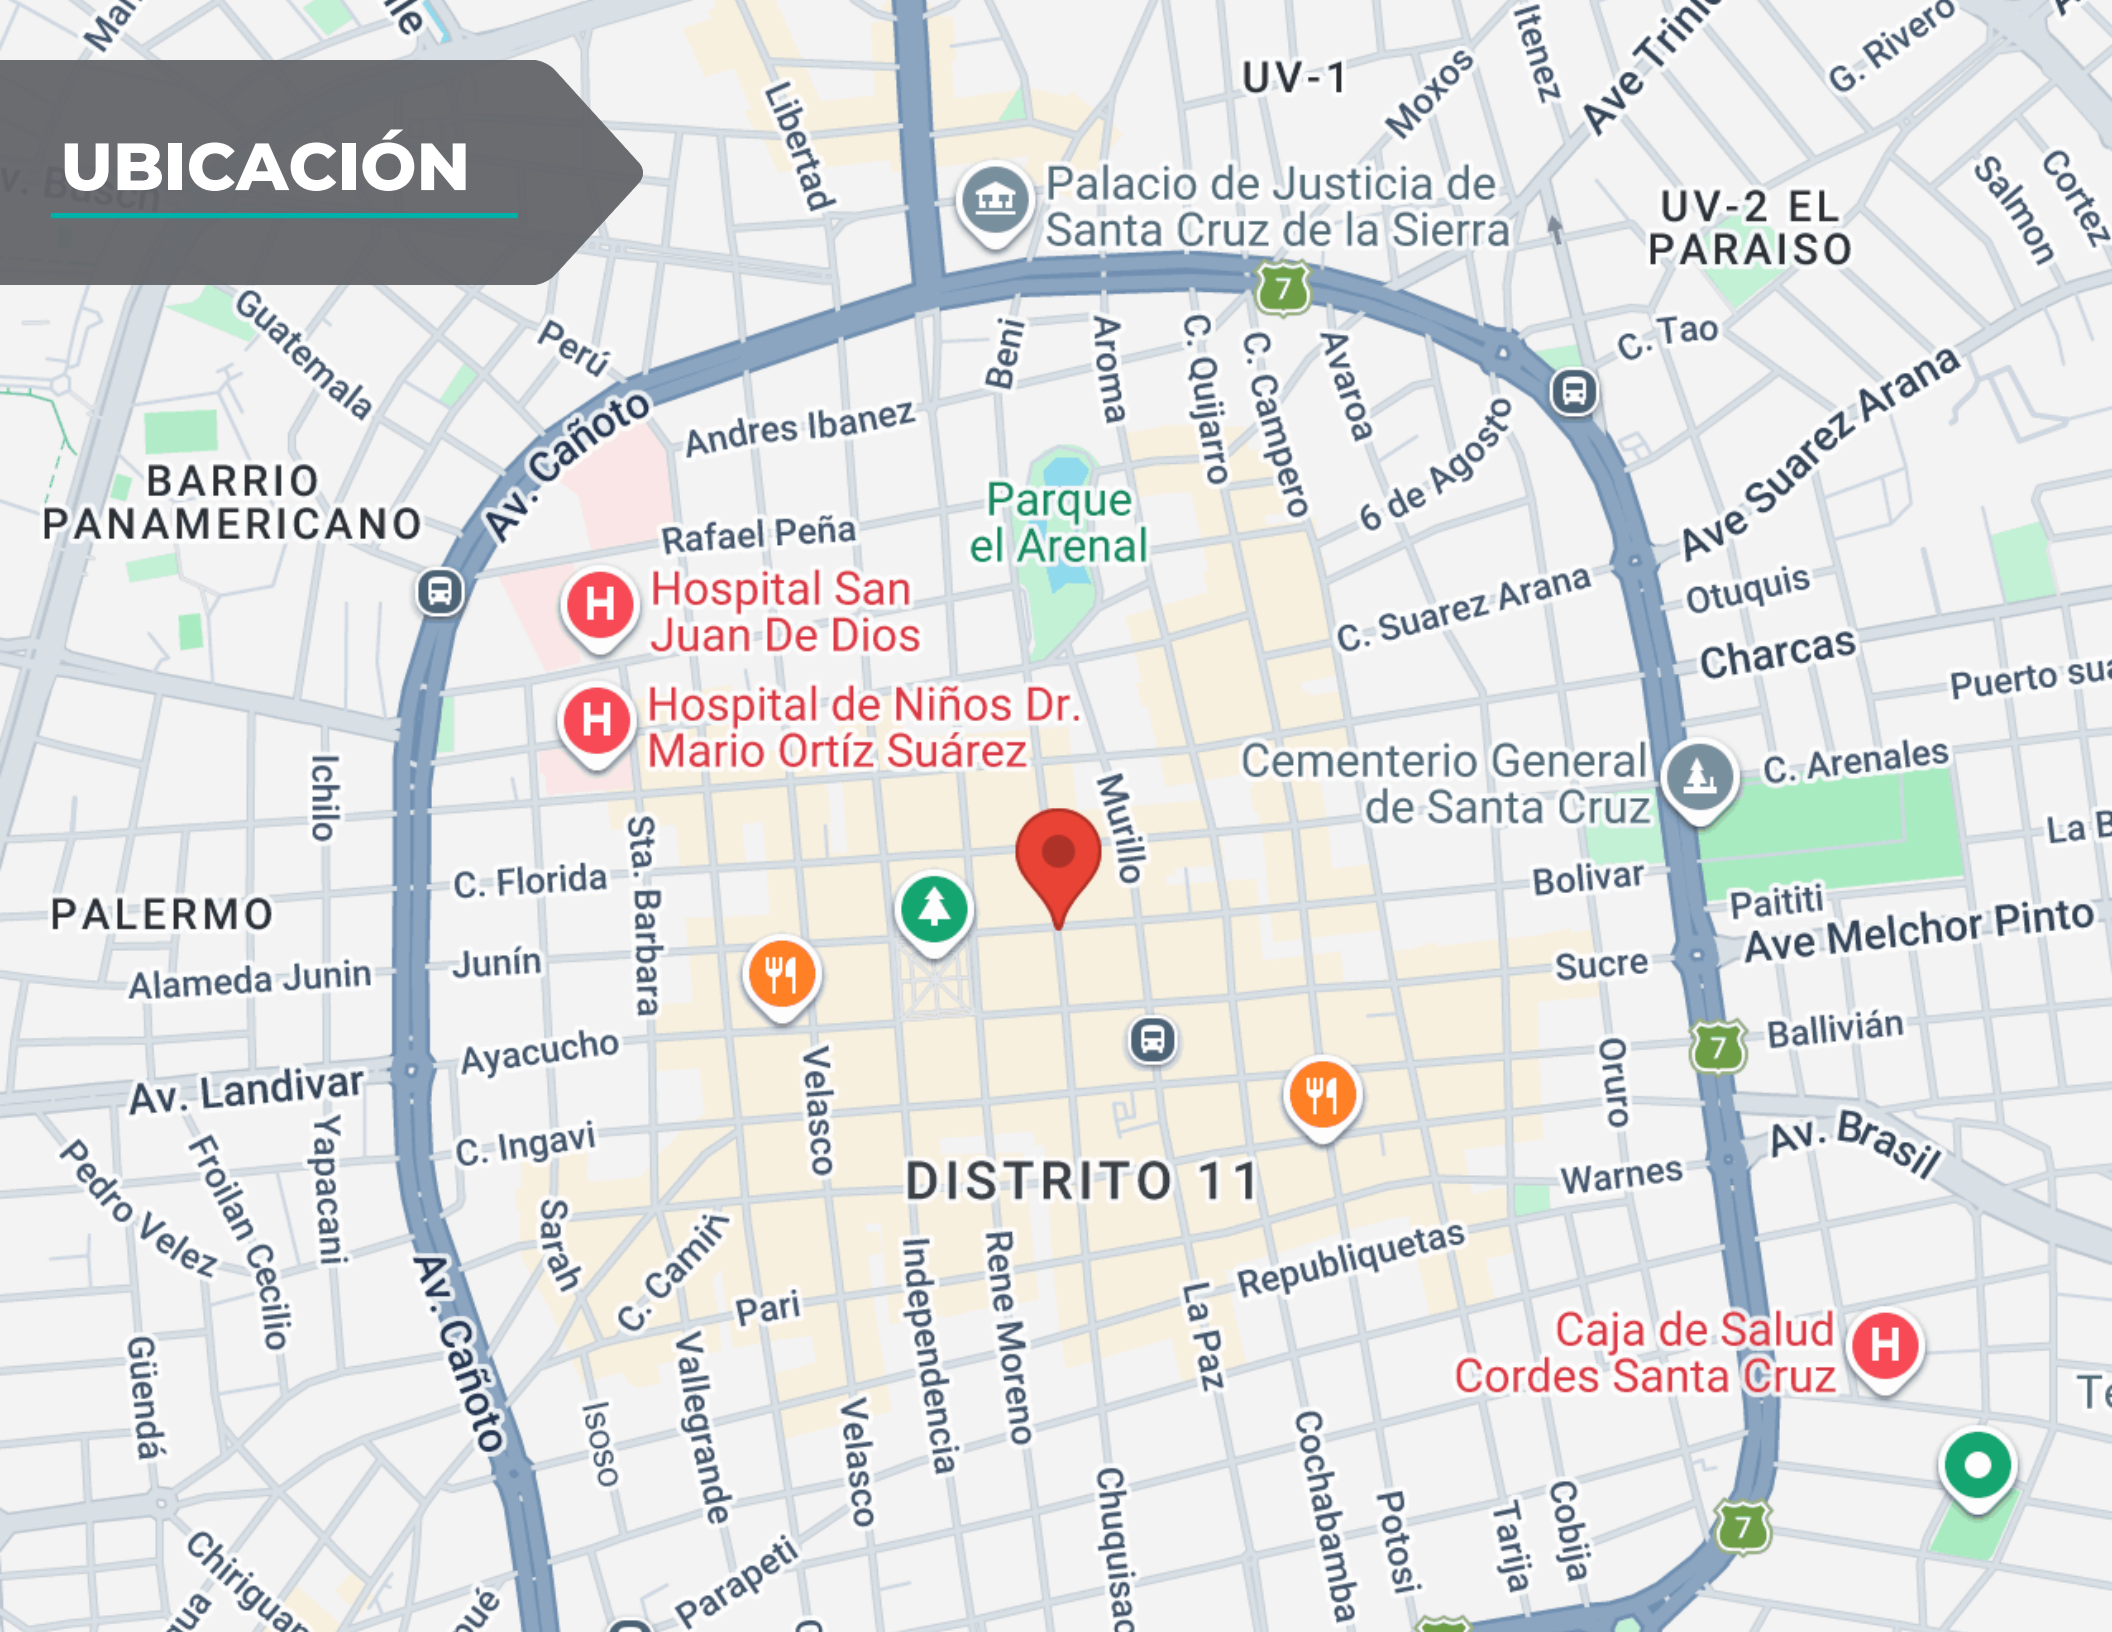 UBICACIÓN
UV-1
Moxos
Itenez
G. Rivero
Libertad
Palacio de Justicia de
Santa Cruz de la Sierra
UV-2 EL
PARAISO
Salmon
Cortez
Guatemala
Perú
7
C. Tao
Av. Cañoto
Andres Ibanez
Beni
Aroma
C. Quijarro
C. Campero
Avaroa
6 de Agosto
Ave Suarez Arana
BARRIO
PANAMERICANO
Rafael Peña
Parque
el Arenal
H
Hospital San
Juan De Dios
C. Suarez Arana
Otuquis
Charcas
Puerto
H
Hospital de Niños Dr.
Mario Ortíz Suárez
Cementerio General
de Santa Cruz
C. Arenales
Ichilo
Murillo
La
Sta. Barbara
C. Florida
Bolivar
Paititi
PALERMO
Ave Melchor Pinto
Alameda Junin
Junín
Sucre
Ayacucho
Velasco
7
Ballivián
Oruro
Av. Landivar
Yapacani
C. Ingavi
Av. Brasil
Pedro Velez
Froilan Cecilio
DISTRITO 11
Warnes
Sarah
Av. Cañoto
Independencia
Rene Moreno
Republiquetas
Pari
La Paz
Caja de Salud
Cordes Santa Cruz
H
Güendá
Isoso
Vallegrande
Velasco
Cochabamba
Potosi
Tarija
Cobija
7
Parapeti